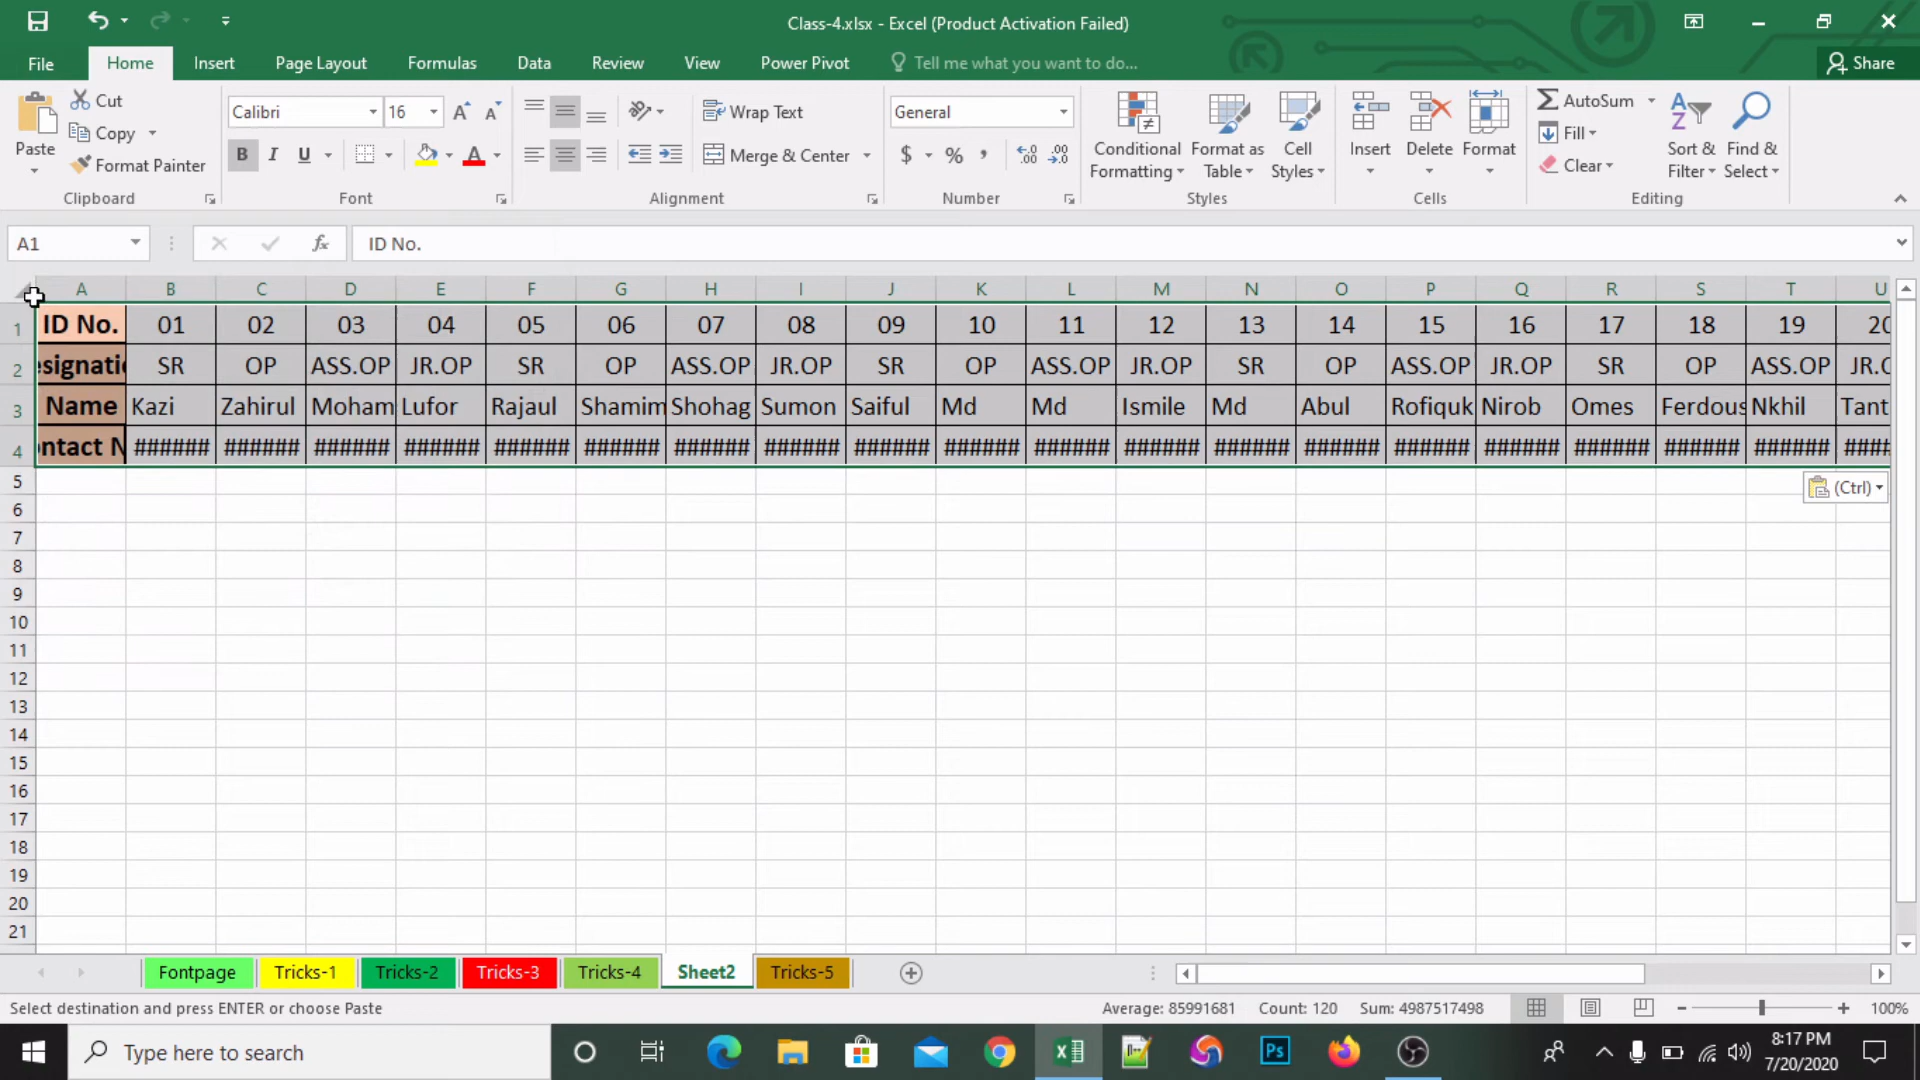 Class-4.xlsx - Excel (Product Activation Failed)
File Home Insert Page Layout Formulas Data Review View Power Pivot Tell me what you want to do... Share
Paste Cut Copy Format Painter Clipboard
Calibri 16 B I U A Font
Wrap Text Merge & Center Alignment
General $ % , Number
Conditional Formatting Format as Table Cell Styles Styles
Insert Delete Format Cells
AutoSum Fill Clear Sort & Filter Find & Select Editing
A1 fx ID No.
A B C D E F G H I J K L M N O P Q R S T U
1 ID No. 01 02 03 04 05 06 07 08 09 10 11 12 13 14 15 16 17 18 19 20
2 signati SR OP ASS.OP JR.OP SR OP ASS.OP JR.OP SR OP ASS.OP JR.OP SR OP ASS.OP JR.OP SR OP ASS.OP JR.O
3 Name Kazi Zahirul Moham Lufor Rajaul Shamim Shohag Sumon Saiful Md Md Ismile Md Abul Rofiquk Nirob Omes Ferdous Nkhil Tant
4 ntact N ###### ###### ###### ###### ###### ###### ###### ###### ###### ###### ###### ###### ###### ###### ###### ###### ###### ###### ###### ####
5
(Ctrl)
6
7
8
9
10
11
12
13
14
15
16
17
18
19
20
21
Fontpage Tricks-1 Tricks-2 Tricks-3 Tricks-4 Sheet2 Tricks-5
Select destination and press ENTER or choose Paste Average: 85991681 Count: 120 Sum: 4987517498 100%
Type here to search Ps 8:17 PM
7/20/2020